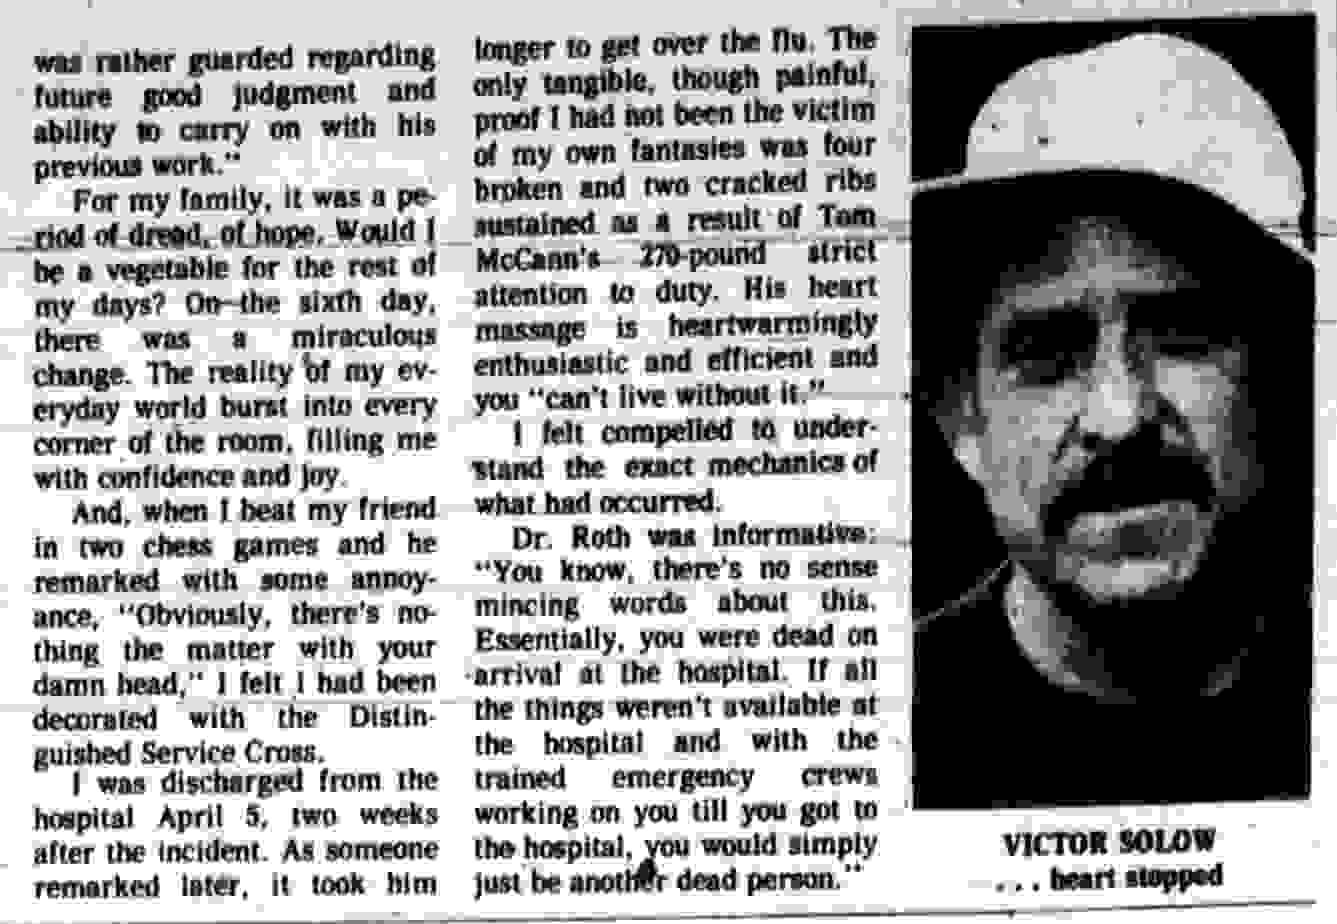 was rather guarded regarding
future good judgment and
ability to carry on with his
previous work."
For my family, it was a pe-
riod of dread, of hope. Would I
be a vegetable for the rest of
my days? On the sixth day,
there was a miraculous
change. The reality of my ev-
eryday world burst into every
corner of the room, filling me
with confidence and joy.
And, when I beat my friend
in two chess games and he
remarked with some annoy-
ance, "Obviously, there's no-
thing the matter with your
damn head," I felt I had been
decorated with the Distin-
guished Service Cross.
I was discharged from the
hospital April 5, two weeks
after the incident. As someone
remarked later, it took him
longer to get over the flu. The
only tangible, though painful,
proof I had not been the victim
of my own fantasies was four
broken and two cracked ribs
sustained as a result of Tom
McCann's 270-pound strict
attention to duty. His heart
massage is heartwarmingly
enthusiastic and efficient and
you "can't live without it."
I felt compelled to under-
stand the exact mechanics of
what had occurred.
Dr. Roth was informative:
"You know, there's no sense
mincing words about this.
Essentially, you were dead on
arrival at the hospital. If all
the things weren't available at
the hospital and with the
trained emergency crews
working on you till you got to
the hospital, you would simply
just be another dead person."
VICTOR SOLOW
. . . heart stopped